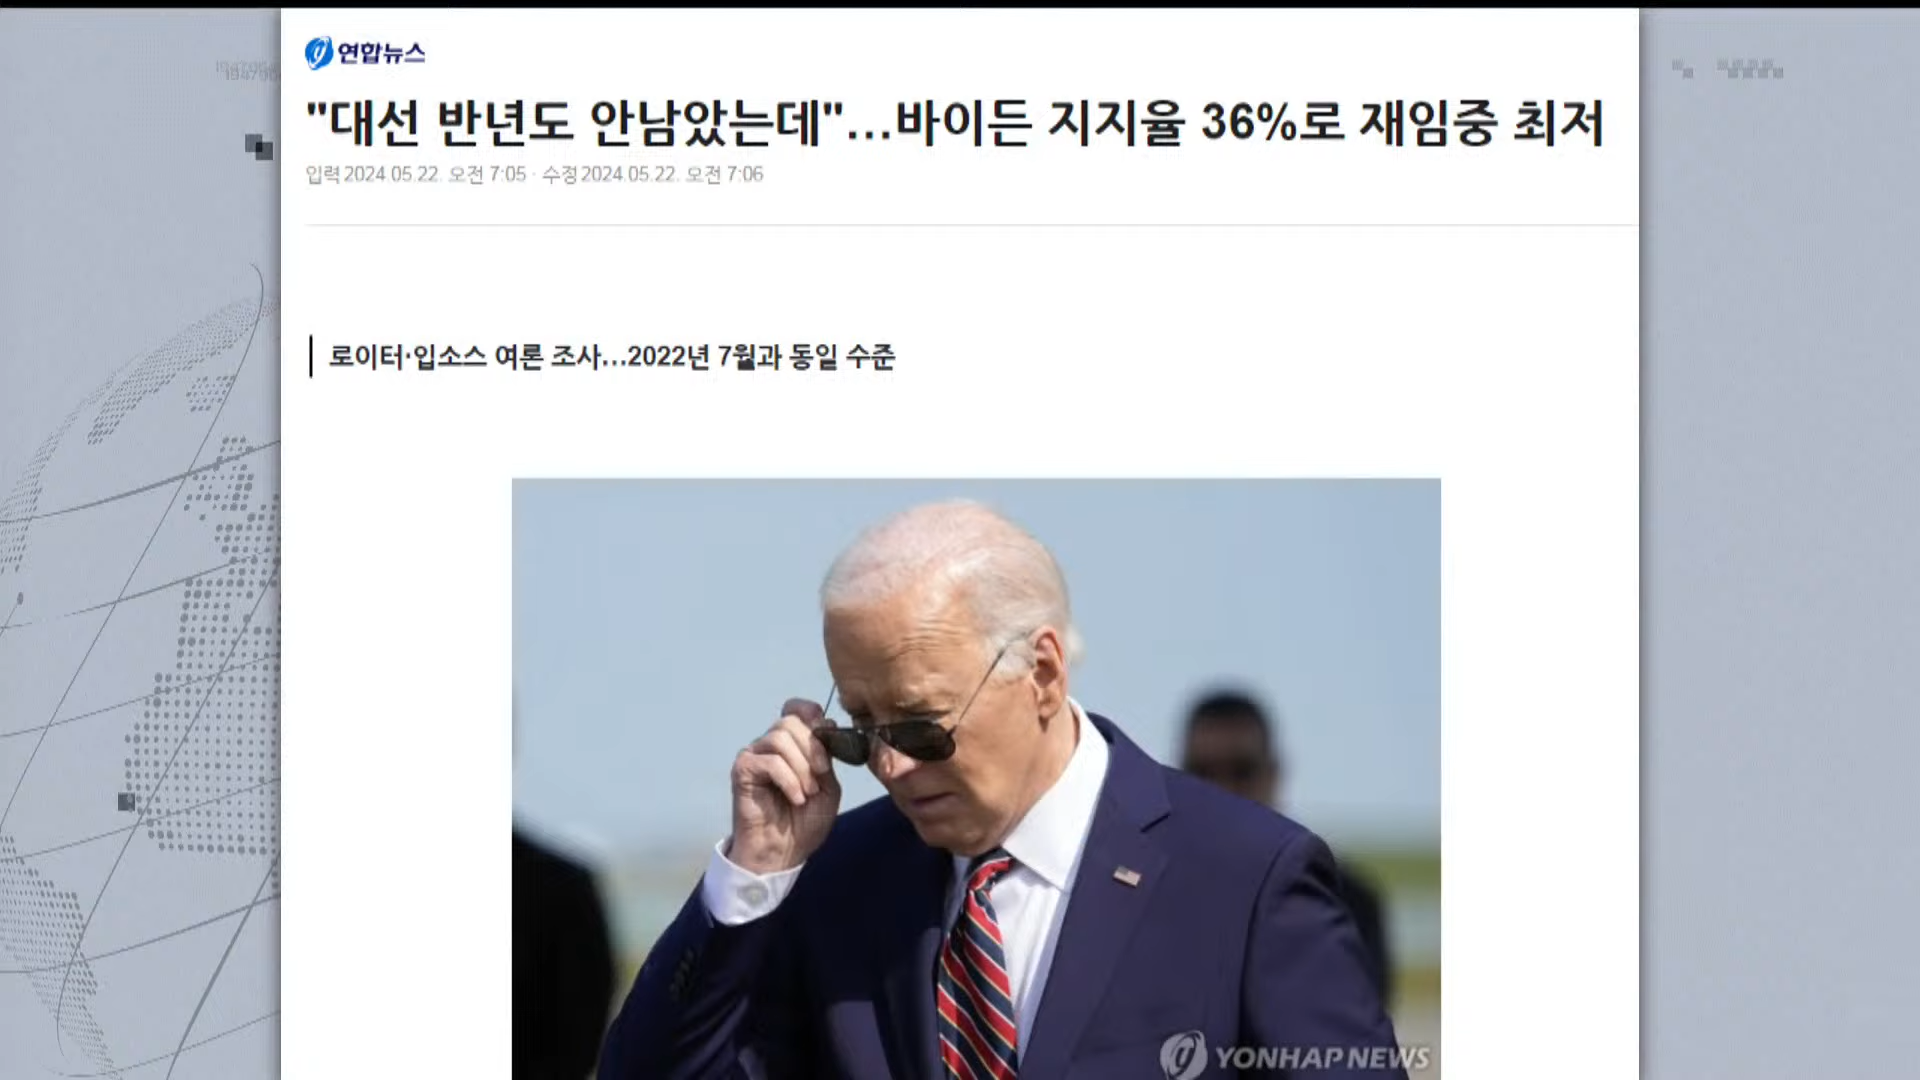 연합뉴스
"대선 반년도 안남았는데"...바이든 지지율 36%로 재임중 최저
입력 2024.05.22. 오전 7:05 · 수정 2024.05.22. 오전 7:06
로이터·입소스 여론 조사...2022년 7월과 동일 수준
YONHAP NEWS